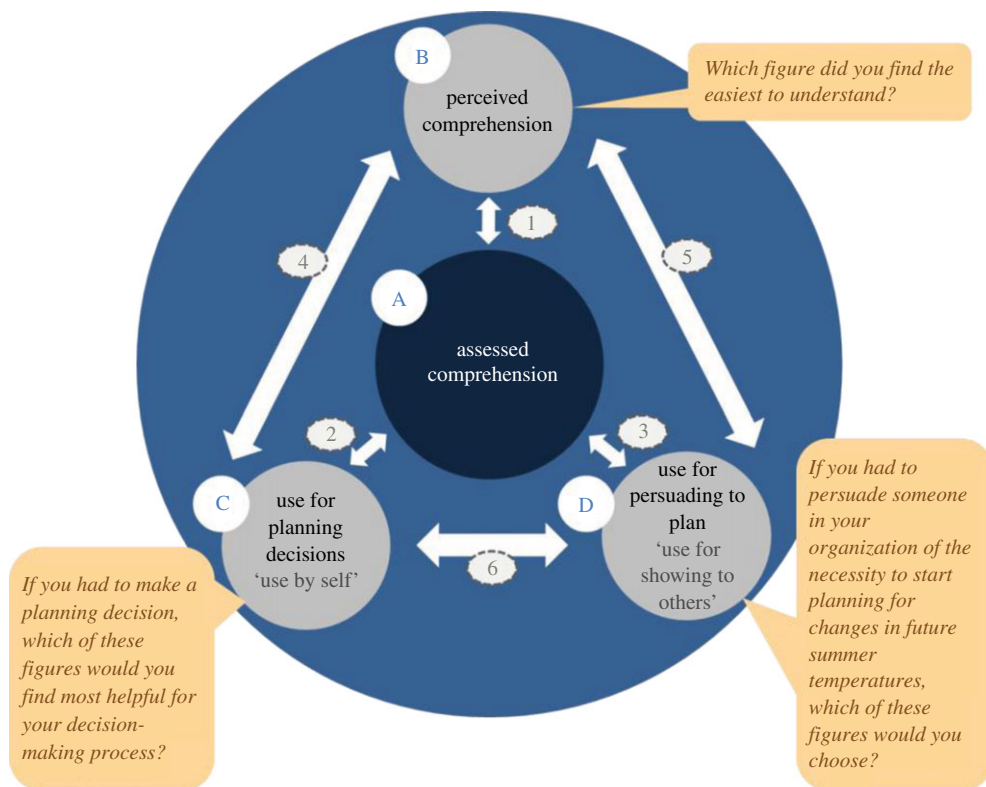 B
perceived
comprehension
Which figure did you find the
easiest to understand?
1
4
5
A
assessed
comprehension
2
3
C
use for
planning
decisions
‘use by self’
D
use for
persuading to
plan
‘use for
showing to
others’
6
If you had to make a
planning decision,
which of these
figures would you
find most helpful for
your decision-
making process?
If you had to
persuade someone
in your
organization of the
necessity to start
planning for
changes in future
summer
temperatures,
which of these
figures would you
choose?